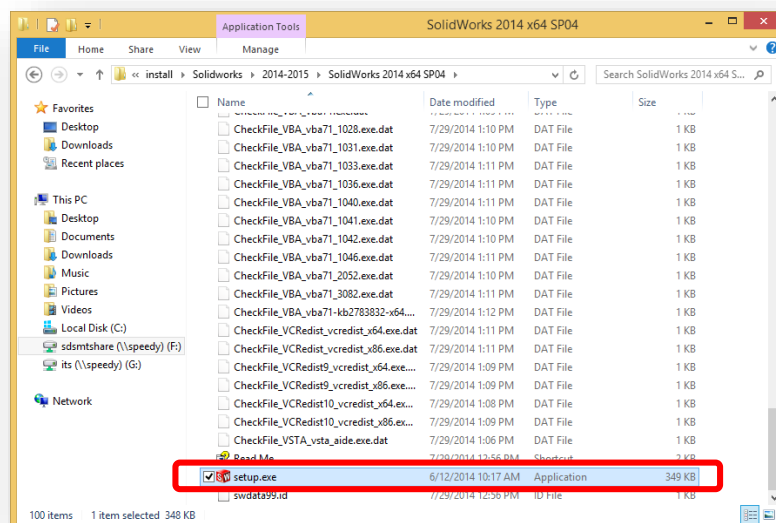 Application Tools SolidWorks 2014 x64 SP04
File Home Share View Manage
« install Solidworks 2014-2015 SolidWorks 2014 x64 SP04 Search SolidWorks 2014 x64 S...
Favorites
Desktop
Downloads
Recent places
This PC
Desktop
Documents
Downloads
Music
Pictures
Videos
Local Disk (C:)
sdsmtshare (\\speedy) (F:)
its (\\speedy) (G:)
Network
Name Date modified Type Size
CheckFile_VBA_vba71_1028.exe.dat 7/29/2014 1:10 PM DAT File 1 KB
CheckFile_VBA_vba71_1031.exe.dat 7/29/2014 1:10 PM DAT File 1 KB
CheckFile_VBA_vba71_1033.exe.dat 7/29/2014 1:11 PM DAT File 1 KB
CheckFile_VBA_vba71_1036.exe.dat 7/29/2014 1:11 PM DAT File 1 KB
CheckFile_VBA_vba71_1040.exe.dat 7/29/2014 1:11 PM DAT File 1 KB
CheckFile_VBA_vba71_1041.exe.dat 7/29/2014 1:10 PM DAT File 1 KB
CheckFile_VBA_vba71_1042.exe.dat 7/29/2014 1:10 PM DAT File 1 KB
CheckFile_VBA_vba71_1046.exe.dat 7/29/2014 1:11 PM DAT File 1 KB
CheckFile_VBA_vba71_2052.exe.dat 7/29/2014 1:10 PM DAT File 1 KB
CheckFile_VBA_vba71_3082.exe.dat 7/29/2014 1:11 PM DAT File 1 KB
CheckFile_VBA_vba71-kb2783832-x64.... 7/29/2014 1:12 PM DAT File 1 KB
CheckFile_VCRedist_vcredist_x64.exe.dat 7/29/2014 1:11 PM DAT File 1 KB
CheckFile_VCRedist_vcredist_x86.exe.dat 7/29/2014 1:11 PM DAT File 1 KB
CheckFile_VCRedist9_vcredist_x64.exe.... 7/29/2014 1:09 PM DAT File 1 KB
CheckFile_VCRedist9_vcredist_x86.exe.... 7/29/2014 1:09 PM DAT File 1 KB
CheckFile_VCRedist10_vcredist_x64.ex... 7/29/2014 1:08 PM DAT File 1 KB
CheckFile_VCRedist10_vcredist_x86.ex... 7/29/2014 1:09 PM DAT File 1 KB
CheckFile_VSTA_vsta_aide.exe.dat 7/29/2014 1:06 PM DAT File 1 KB
Read Me 7/29/2014 12:56 PM Shortcut 2 KB
setup.exe 6/12/2014 10:17 AM Application 349 KB
swdata99.id 7/29/2014 12:56 PM ID File 1 KB
100 items 1 item selected 348 KB